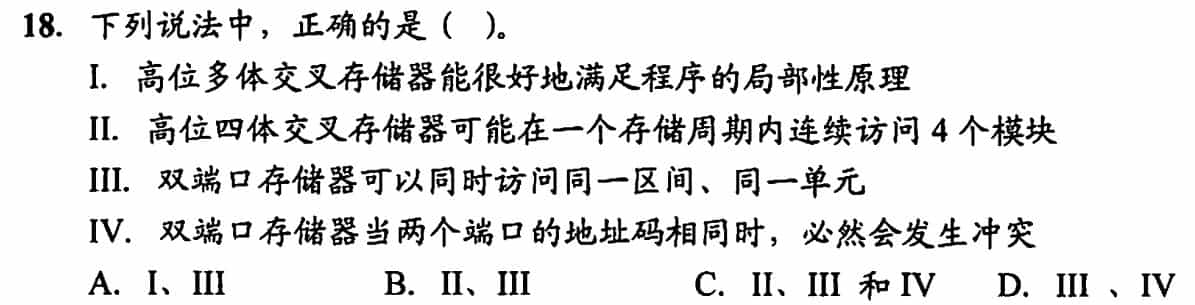 18. 下列说法中，正确的是（ ）。
I. 高位多体交叉存储器能很好地满足程序的局部性原理
II. 高位四体交叉存储器可能在一个存储周期内连续访问 4 个模块
III. 双端口存储器可以同时访问同一区间、同一单元
IV. 双端口存储器当两个端口的地址码相同时，必然会发生冲突
A. I、III B. II、III C. II、III 和 IV D. III 、IV